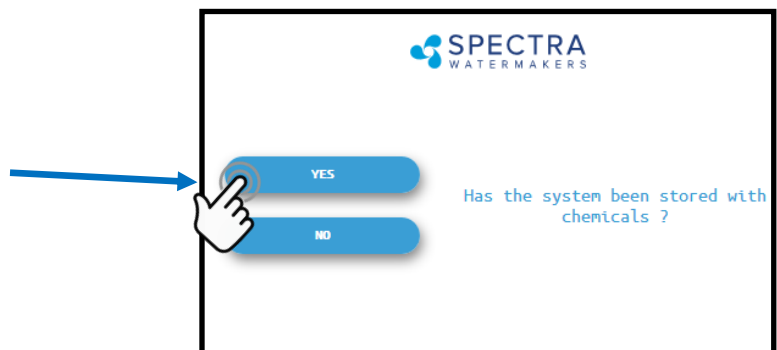 SPECTRA
WATERMAKERS
YES
Has the system been stored with
chemicals ?
NO